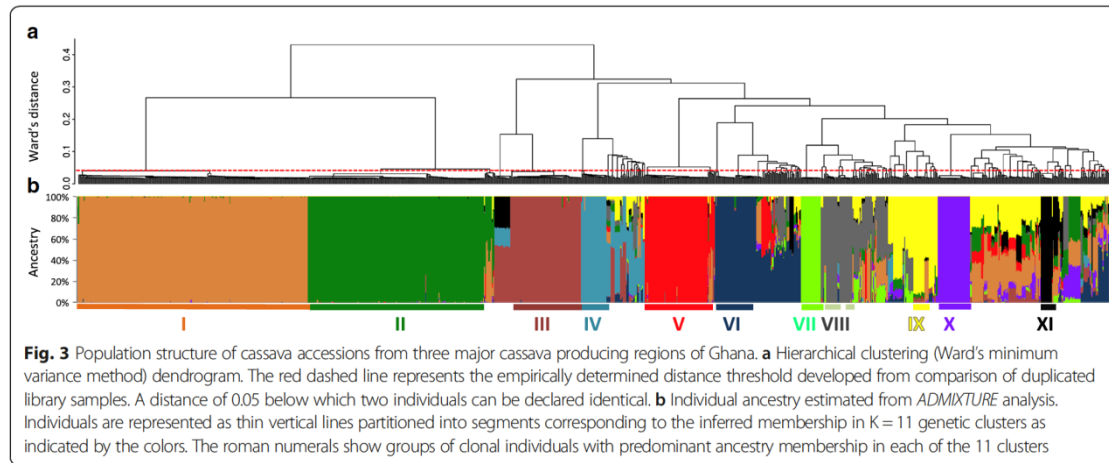 a
Ward's distance
0.4
0.3
0.2
0.1
0.0
b
Ancestry
100%
80%
60%
40%
20%
0%
I II III IV V VI VII VIII IX X XI
Fig. 3 Population structure of cassava accessions from three major cassava producing regions of Ghana. a Hierarchical clustering (Ward's minimum
variance method) dendrogram. The red dashed line represents the empirically determined distance threshold developed from comparison of duplicated
library samples. A distance of 0.05 below which two individuals can be declared identical. b Individual ancestry estimated from ADMIXTURE analysis.
Individuals are represented as thin vertical lines partitioned into segments corresponding to the inferred membership in K = 11 genetic clusters as
indicated by the colors. The roman numerals show groups of clonal individuals with predominant ancestry membership in each of the 11 clusters